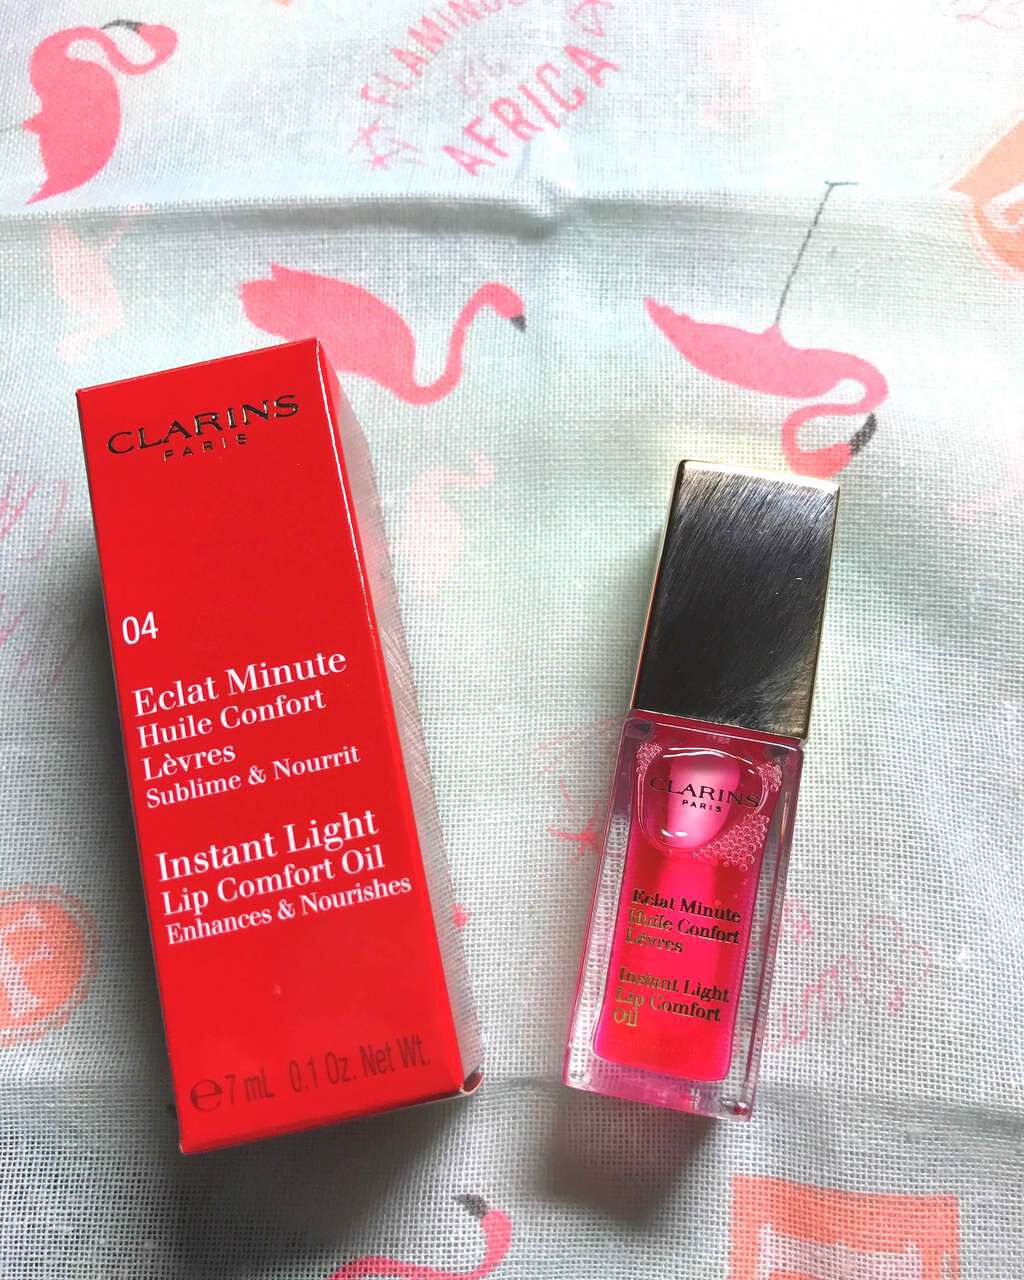 AFRICA
CLARINS
PARIS
04
Eclat Minute
Huile Confort
Lèvres
Sublime & Nourrit
Instant Light
Lip Comfort Oil
Enhances & Nourishes
℮7 mL 0.1 Oz. Net Wt.
CLARINS
PARIS
Eclat Minute
Huile Confort
Lèvres
Instant Light
Lip Comfort
Oil